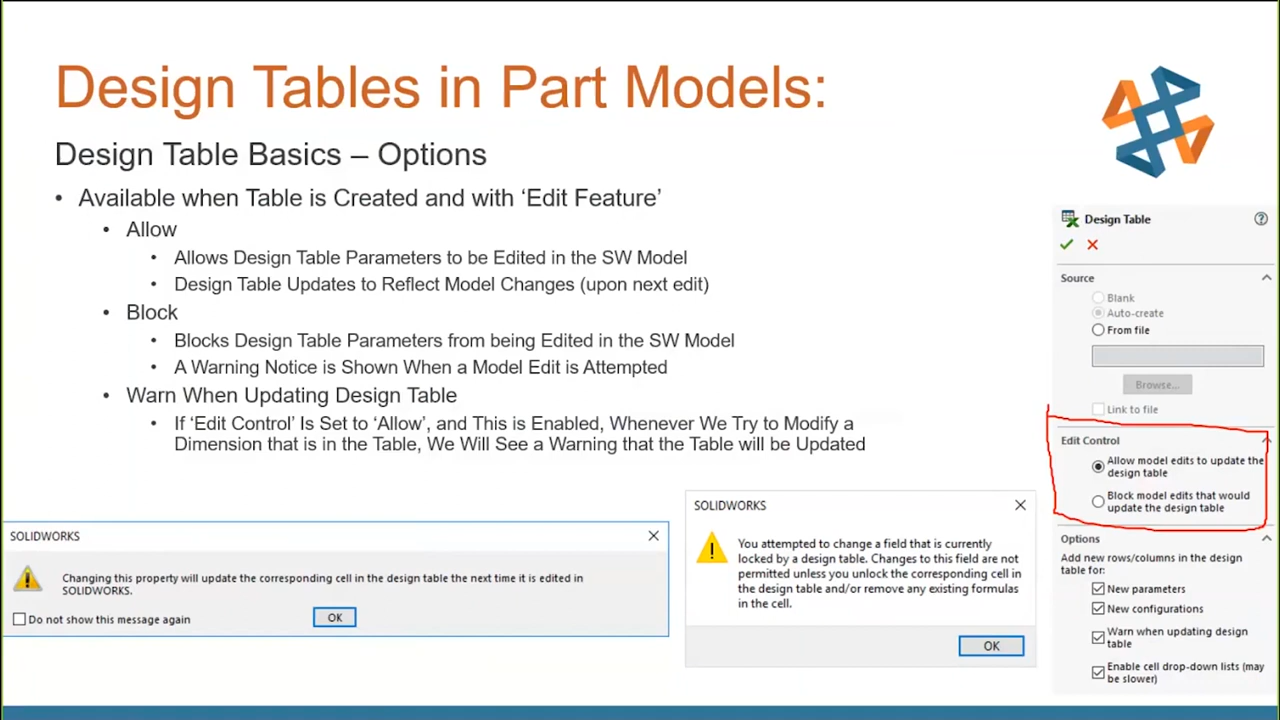 Design Tables in Part Models:
Design Table Basics – Options
• Available when Table is Created and with ‘Edit Feature’
• Allow
• Allows Design Table Parameters to be Edited in the SW Model
• Design Table Updates to Reflect Model Changes (upon next edit)
• Block
• Blocks Design Table Parameters from being Edited in the SW Model
• A Warning Notice is Shown When a Model Edit is Attempted
• Warn When Updating Design Table
• If ‘Edit Control’ Is Set to ‘Allow’, and This is Enabled, Whenever We Try to Modify a
Dimension that is in the Table, We Will See a Warning that the Table will be Updated
SOLIDWORKS
Changing this property will update the corresponding cell in the design table the next time it is edited in
SOLIDWORKS.
Do not show this message again
OK
SOLIDWORKS
You attempted to change a field that is currently
locked by a design table. Changes to this field are not
permitted unless you unlock the corresponding cell in
the design table and/or remove any existing formulas
in the cell.
OK
Design Table
Source
Blank
Auto-create
From file
Browse...
Link to file
Edit Control
Allow model edits to update the
design table
Block model edits that would
update the design table
Options
Add new rows/columns in the design
table for:
New parameters
New configurations
Warn when updating design
table
Enable cell drop-down lists (may
be slower)